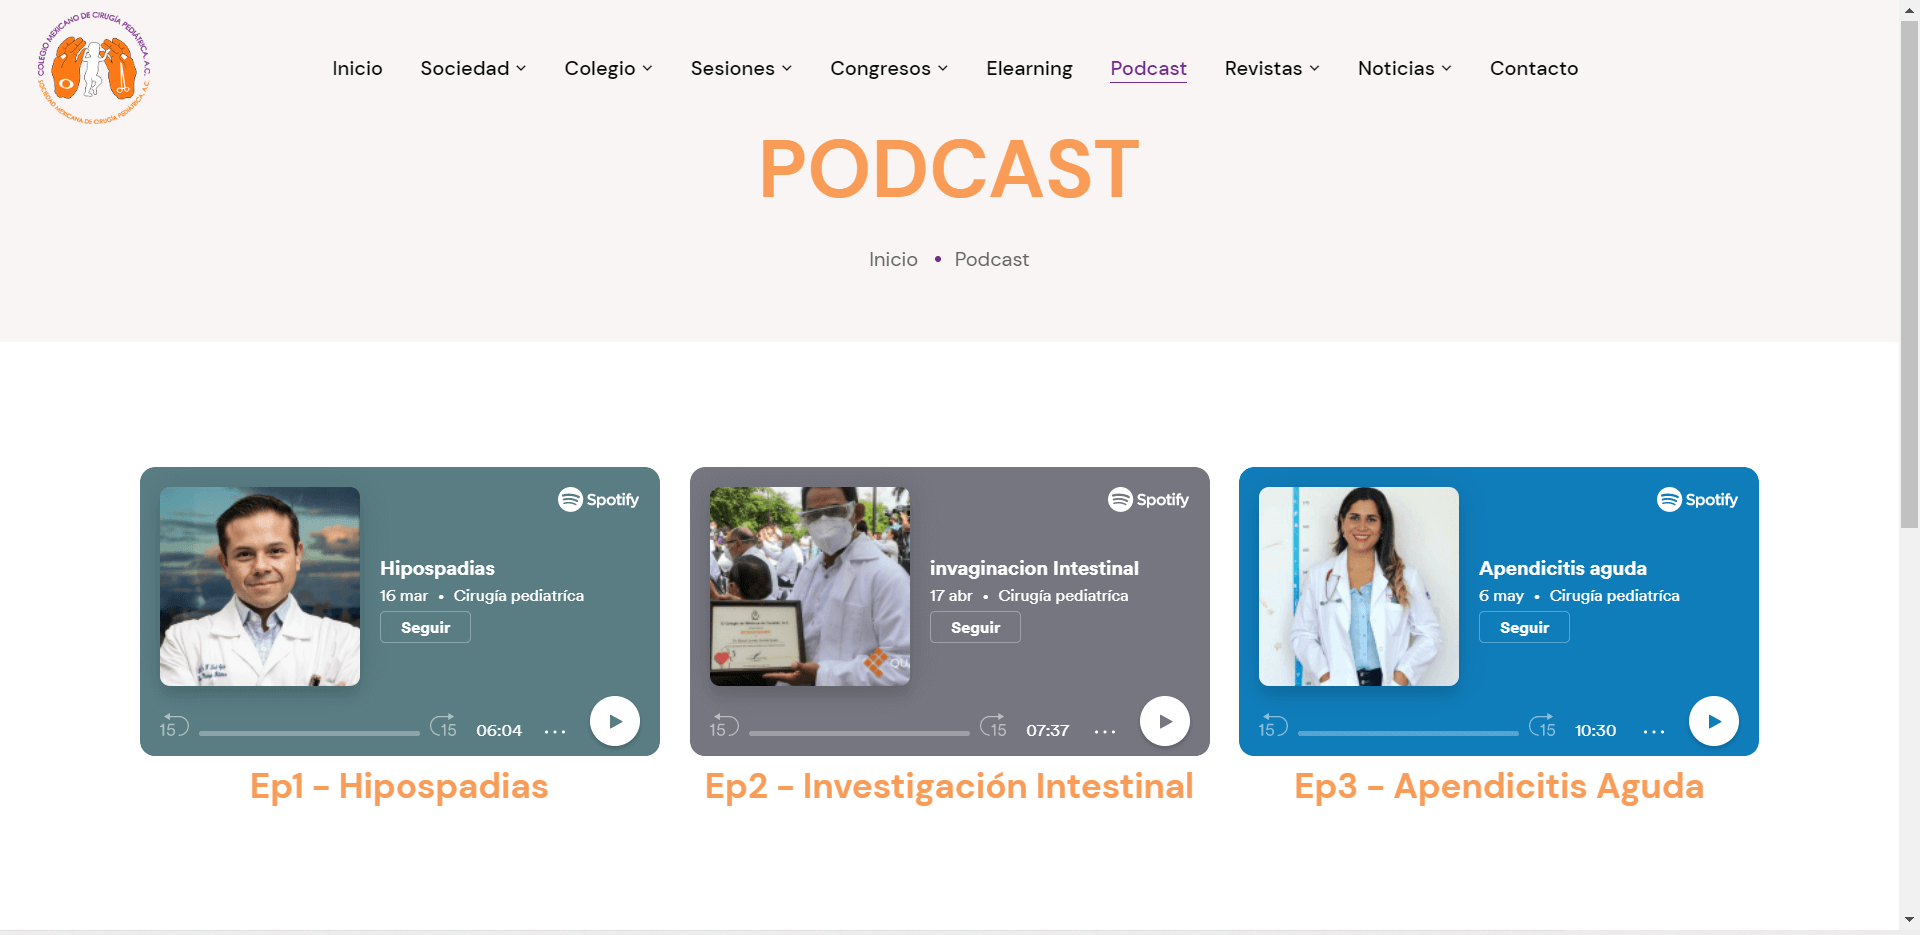 COLEGIO MEXICANO DE CIRUGÍA PEDIÁTRICA, A.C.
SOCIEDAD MEXICANA DE CIRUGÍA PEDIÁTRICA, A.C.
Inicio Sociedad Colegio Sesiones Congresos Elearning Podcast Revistas Noticias Contacto
PODCAST
Inicio • Podcast
Spotify
Hipospadias
16 mar • Cirugía pediatríca
Seguir
15 15 06:04 ...
Ep1 - Hipospadias
Spotify
invaginacion Intestinal
17 abr • Cirugía pediatríca
Seguir
15 15 07:37 ...
Ep2 - Investigación Intestinal
Spotify
Apendicitis aguda
6 may • Cirugía pediatríca
Seguir
15 15 10:30 ...
Ep3 - Apendicitis Aguda